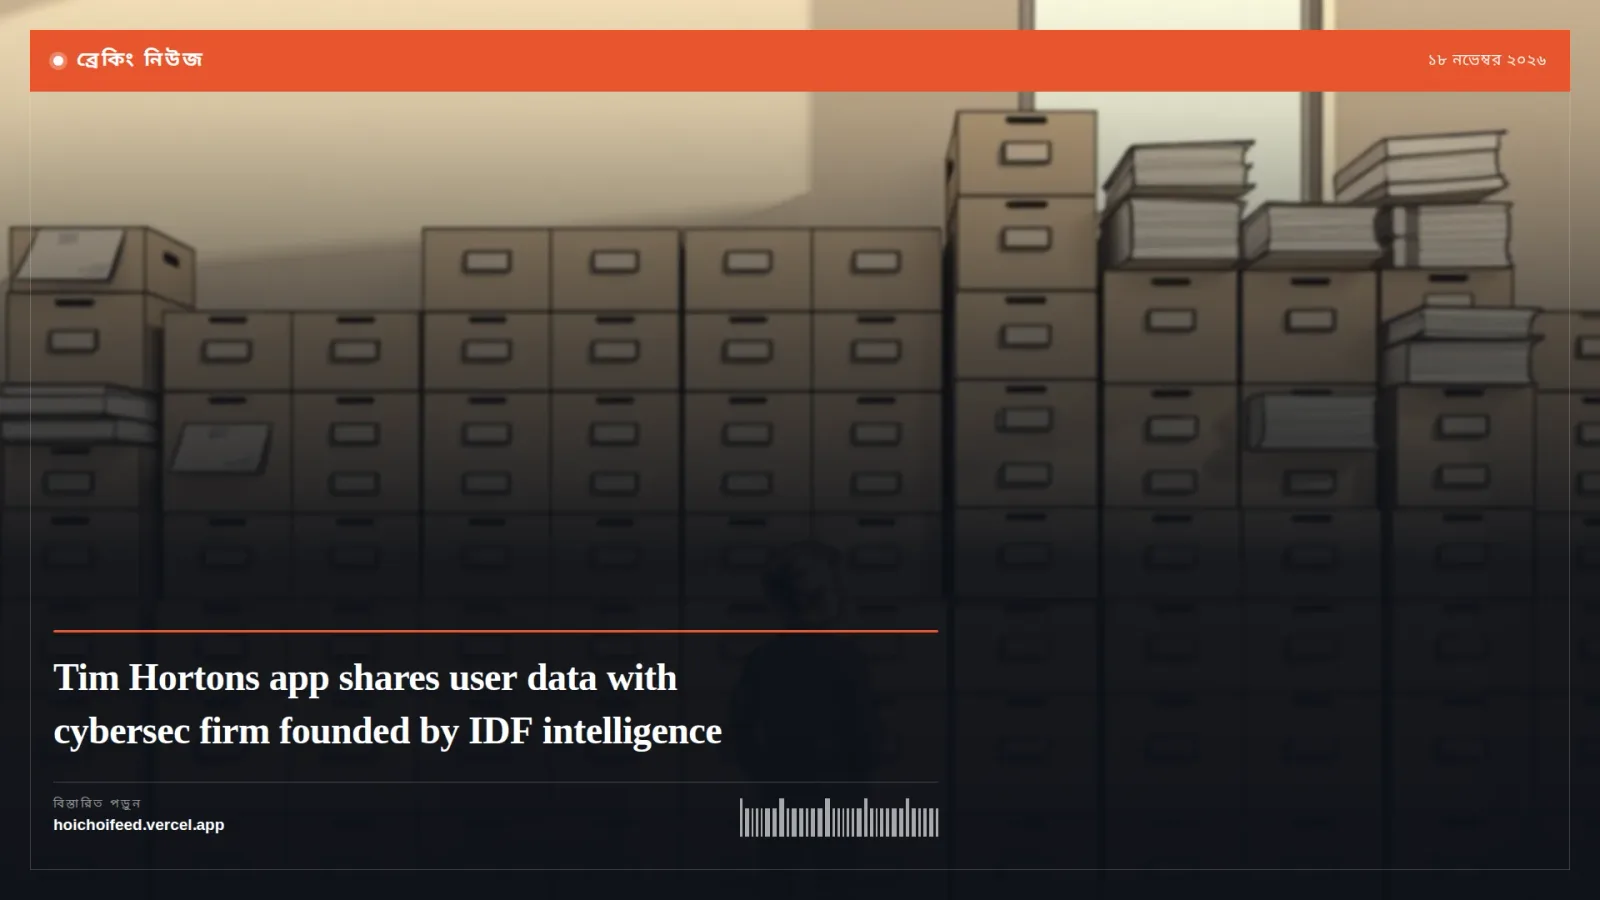 ব্রেকিং নিউজ
১৮ নভেম্বর ২০২৬
Tim Hortons app shares user data with
cybersec firm founded by IDF intelligence
বিস্তারিত পড়ুন
hoichoifeed.vercel.app